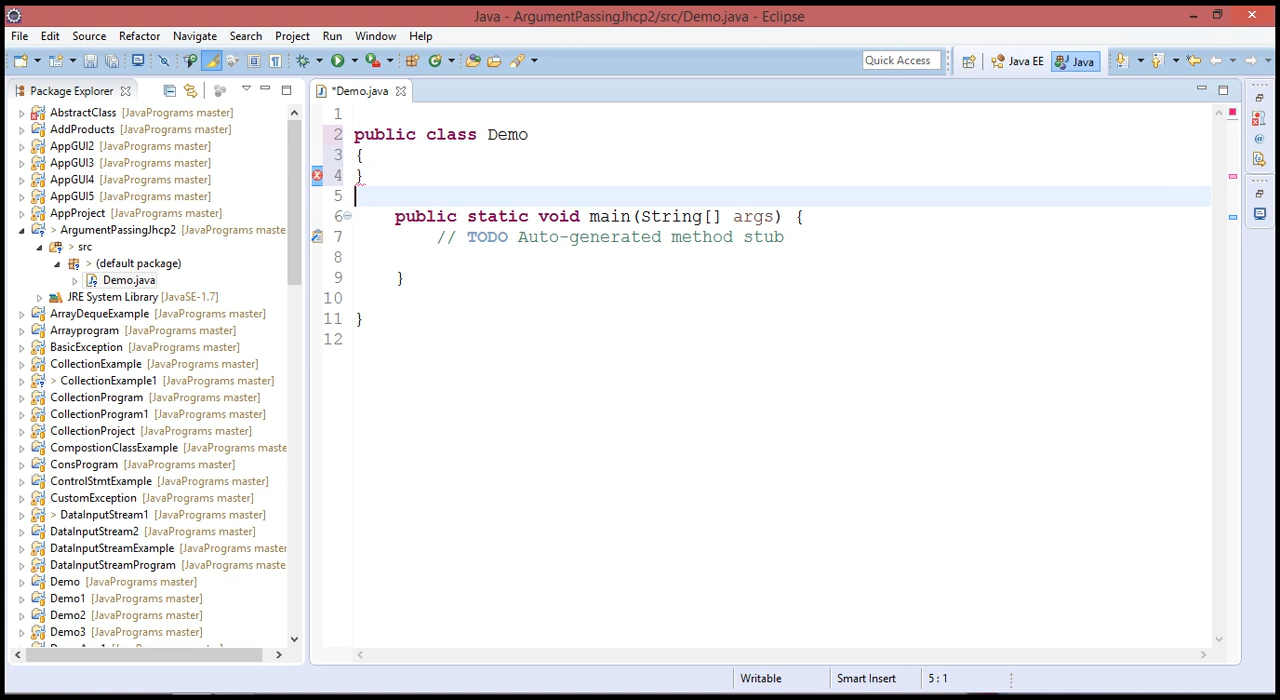 Java - ArgumentPassingJhcp2/src/Demo.java - Eclipse
File Edit Source Refactor Navigate Search Project Run Window Help
Quick Access
Java EE
Java
Package Explorer
*Demo.java
AbstractClass [JavaPrograms master]
AddProducts [JavaPrograms master]
AppGUI2 [JavaPrograms master]
AppGUI3 [JavaPrograms master]
AppGUI4 [JavaPrograms master]
AppGUI5 [JavaPrograms master]
AppProject [JavaPrograms master]
> ArgumentPassingJhcp2 [JavaPrograms maste
> src
> (default package)
Demo.java
JRE System Library [JavaSE-1.7]
ArrayDequeExample [JavaPrograms master]
Arrayprogram [JavaPrograms master]
BasicException [JavaPrograms master]
CollectionExample [JavaPrograms master]
> CollectionExample1 [JavaPrograms master]
CollectionProgram [JavaPrograms master]
CollectionProgram1 [JavaPrograms master]
CollectionProject [JavaPrograms master]
CompostionClassExample [JavaPrograms maste
ConsProgram [JavaPrograms master]
ControlStmtExample [JavaPrograms master]
CustomException [JavaPrograms master]
> DataInputStream1 [JavaPrograms master]
DataInputStream2 [JavaPrograms master]
DataInputStreamExample [JavaPrograms master
DataInputStreamProgram [JavaPrograms maste
Demo [JavaPrograms master]
Demo1 [JavaPrograms master]
Demo2 [JavaPrograms master]
Demo3 [JavaPrograms master]
1
2 public class Demo
3 {
4 }
5
6 public static void main(String[] args) {
7 // TODO Auto-generated method stub
8
9 }
10
11 }
12
Writable Smart Insert 5 : 1